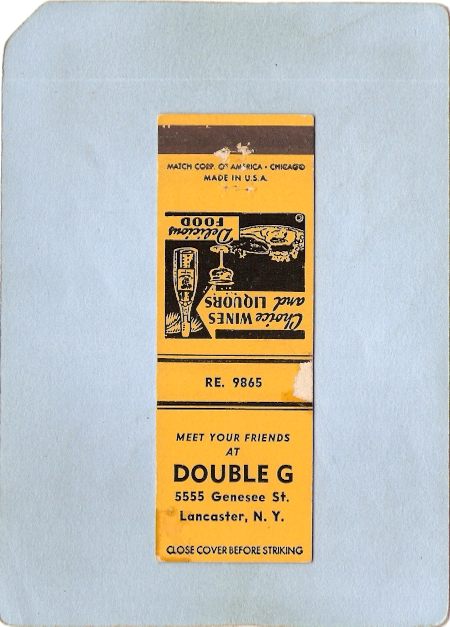 MATCH CORP. OF AMERICA • CHICAGO
MADE IN U.S.A.
Choice WINES
and LIQUORS
Delicious
FOOD
RE. 9865
MEET YOUR FRIENDS
AT
DOUBLE G
5555 Genesee St.
Lancaster, N. Y.
CLOSE COVER BEFORE STRIKING